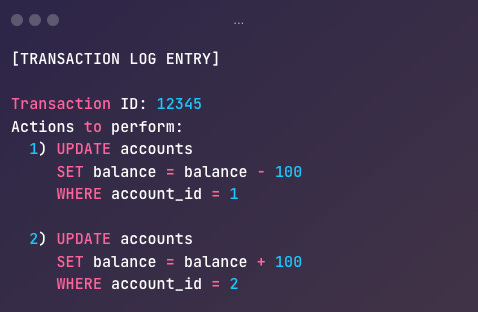 ...
[TRANSACTION LOG ENTRY]
Transaction ID: 12345
Actions to perform:
1) UPDATE accounts
SET balance = balance - 100
WHERE account_id = 1
2) UPDATE accounts
SET balance = balance + 100
WHERE account_id = 2